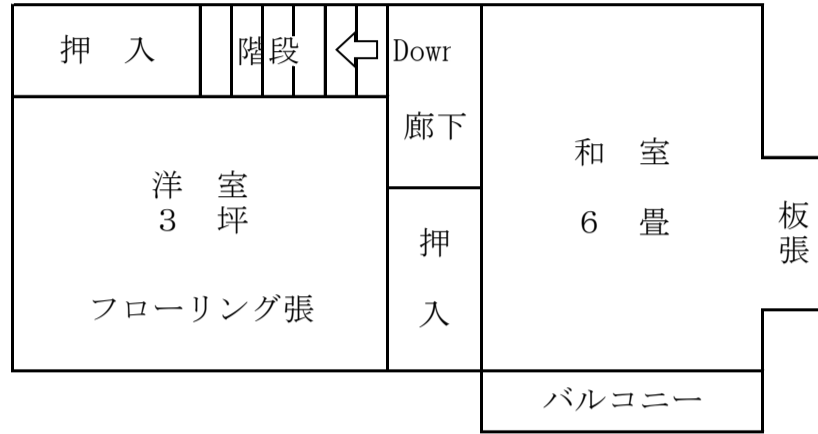 押　入
階段
Dowr
廊下
和　室
6　畳
洋　室
3　坪
フローリング張
押
入
板
張
バルコニー